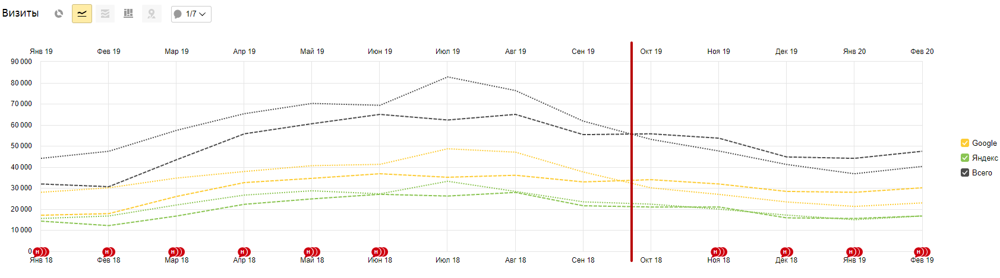 Визиты 1/7
Янв 19 Фев 19 Мар 19 Апр 19 Май 19 Июн 19 Июл 19 Авг 19 Сен 19 Окт 19 Ноя 19 Дек 19 Янв 20 Фев 20
90 000
80 000
70 000
60 000
50 000
40 000
30 000
20 000
10 000
0
Google
Яндекс
Всего
н н н н н н н н н н
Янв 18 Фев 18 Мар 18 Апр 18 Май 18 Июн 18 Июл 18 Авг 18 Сен 18 Окт 18 Ноя 18 Дек 18 Янв 19 Фев 19